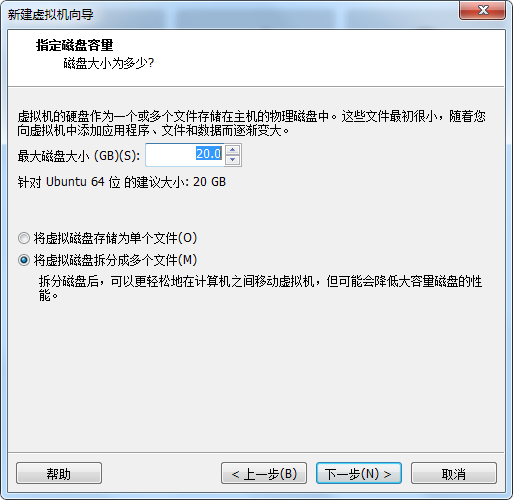 新建虚拟机向导
指定磁盘容量
磁盘大小为多少?
虚拟机的硬盘作为一个或多个文件存储在主机的物理磁盘中。这些文件最初很小，随着您
向虚拟机中添加应用程序、文件和数据而逐渐变大。
最大磁盘大小 (GB)(S): 20.0
针对 Ubuntu 64 位 的建议大小: 20 GB
将虚拟磁盘存储为单个文件(O)
将虚拟磁盘拆分成多个文件(M)
拆分磁盘后，可以更轻松地在计算机之间移动虚拟机，但可能会降低大容量磁盘的性
能。
帮助 < 上一步(B) 下一步(N) > 取消